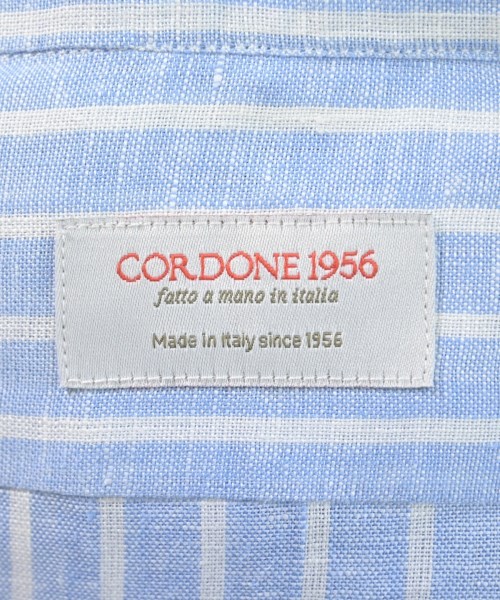 CORDONE 1956
fatto a mano in italia
Made in Italy since 1956